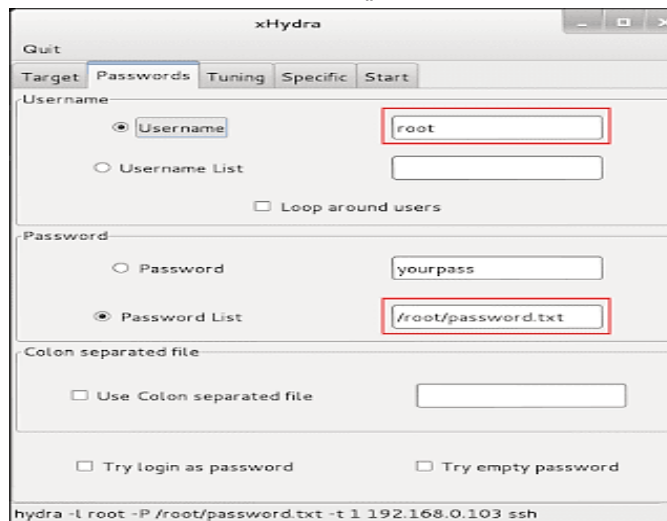 xHydra
Quit
Target Passwords Tuning Specific Start
Username
Username root
Username List
Loop around users
Password
Password yourpass
Password List /root/password.txt
Colon separated file
Use Colon separated file
Try login as password Try empty password
hydra -l root -P /root/password.txt -t 1 192.168.0.103 ssh